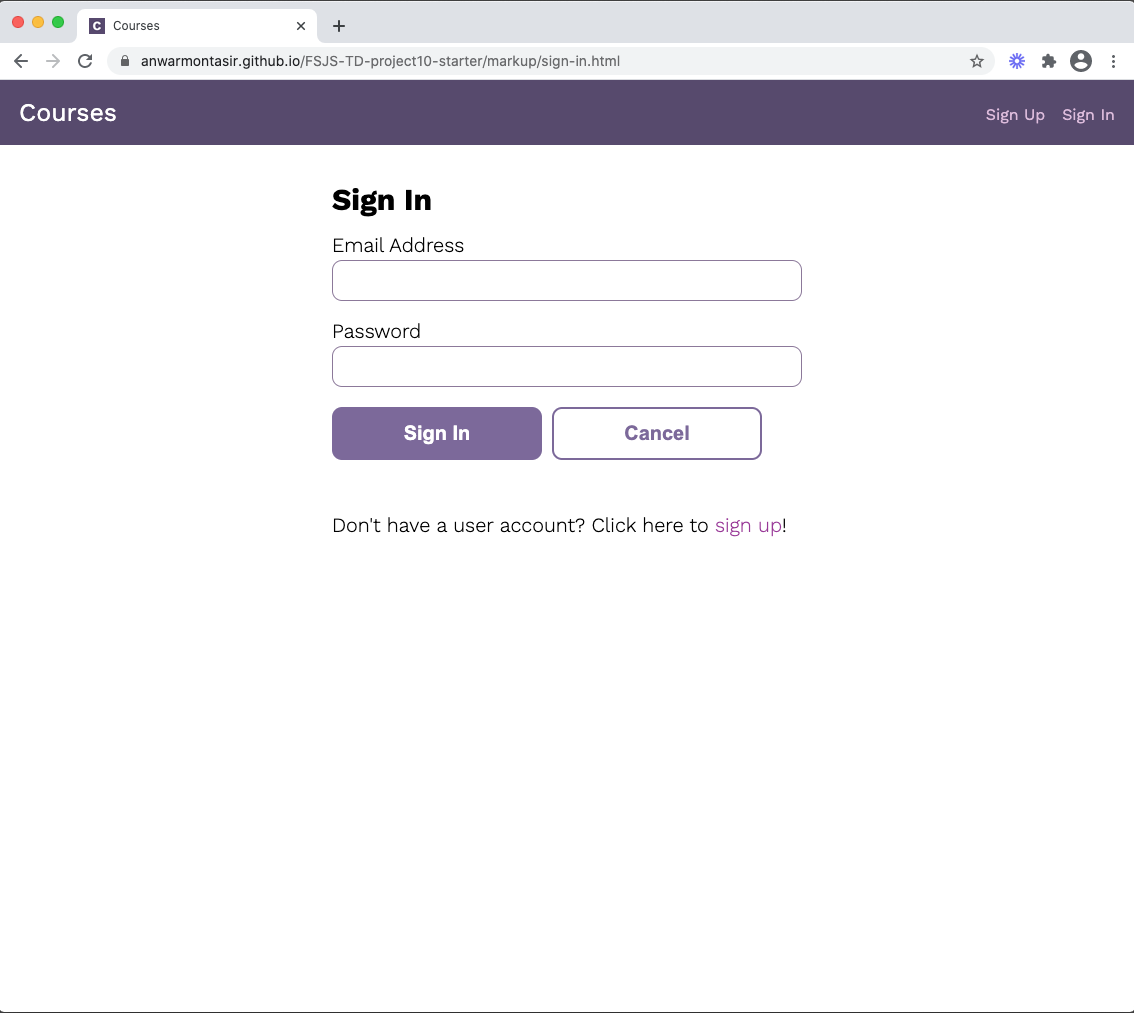 C Courses
anwarmontasir.github.io/FSJS-TD-project10-starter/markup/sign-in.html
Courses Sign Up Sign In
Sign In
Email Address
Password
Sign In Cancel
Don't have a user account? Click here to sign up!